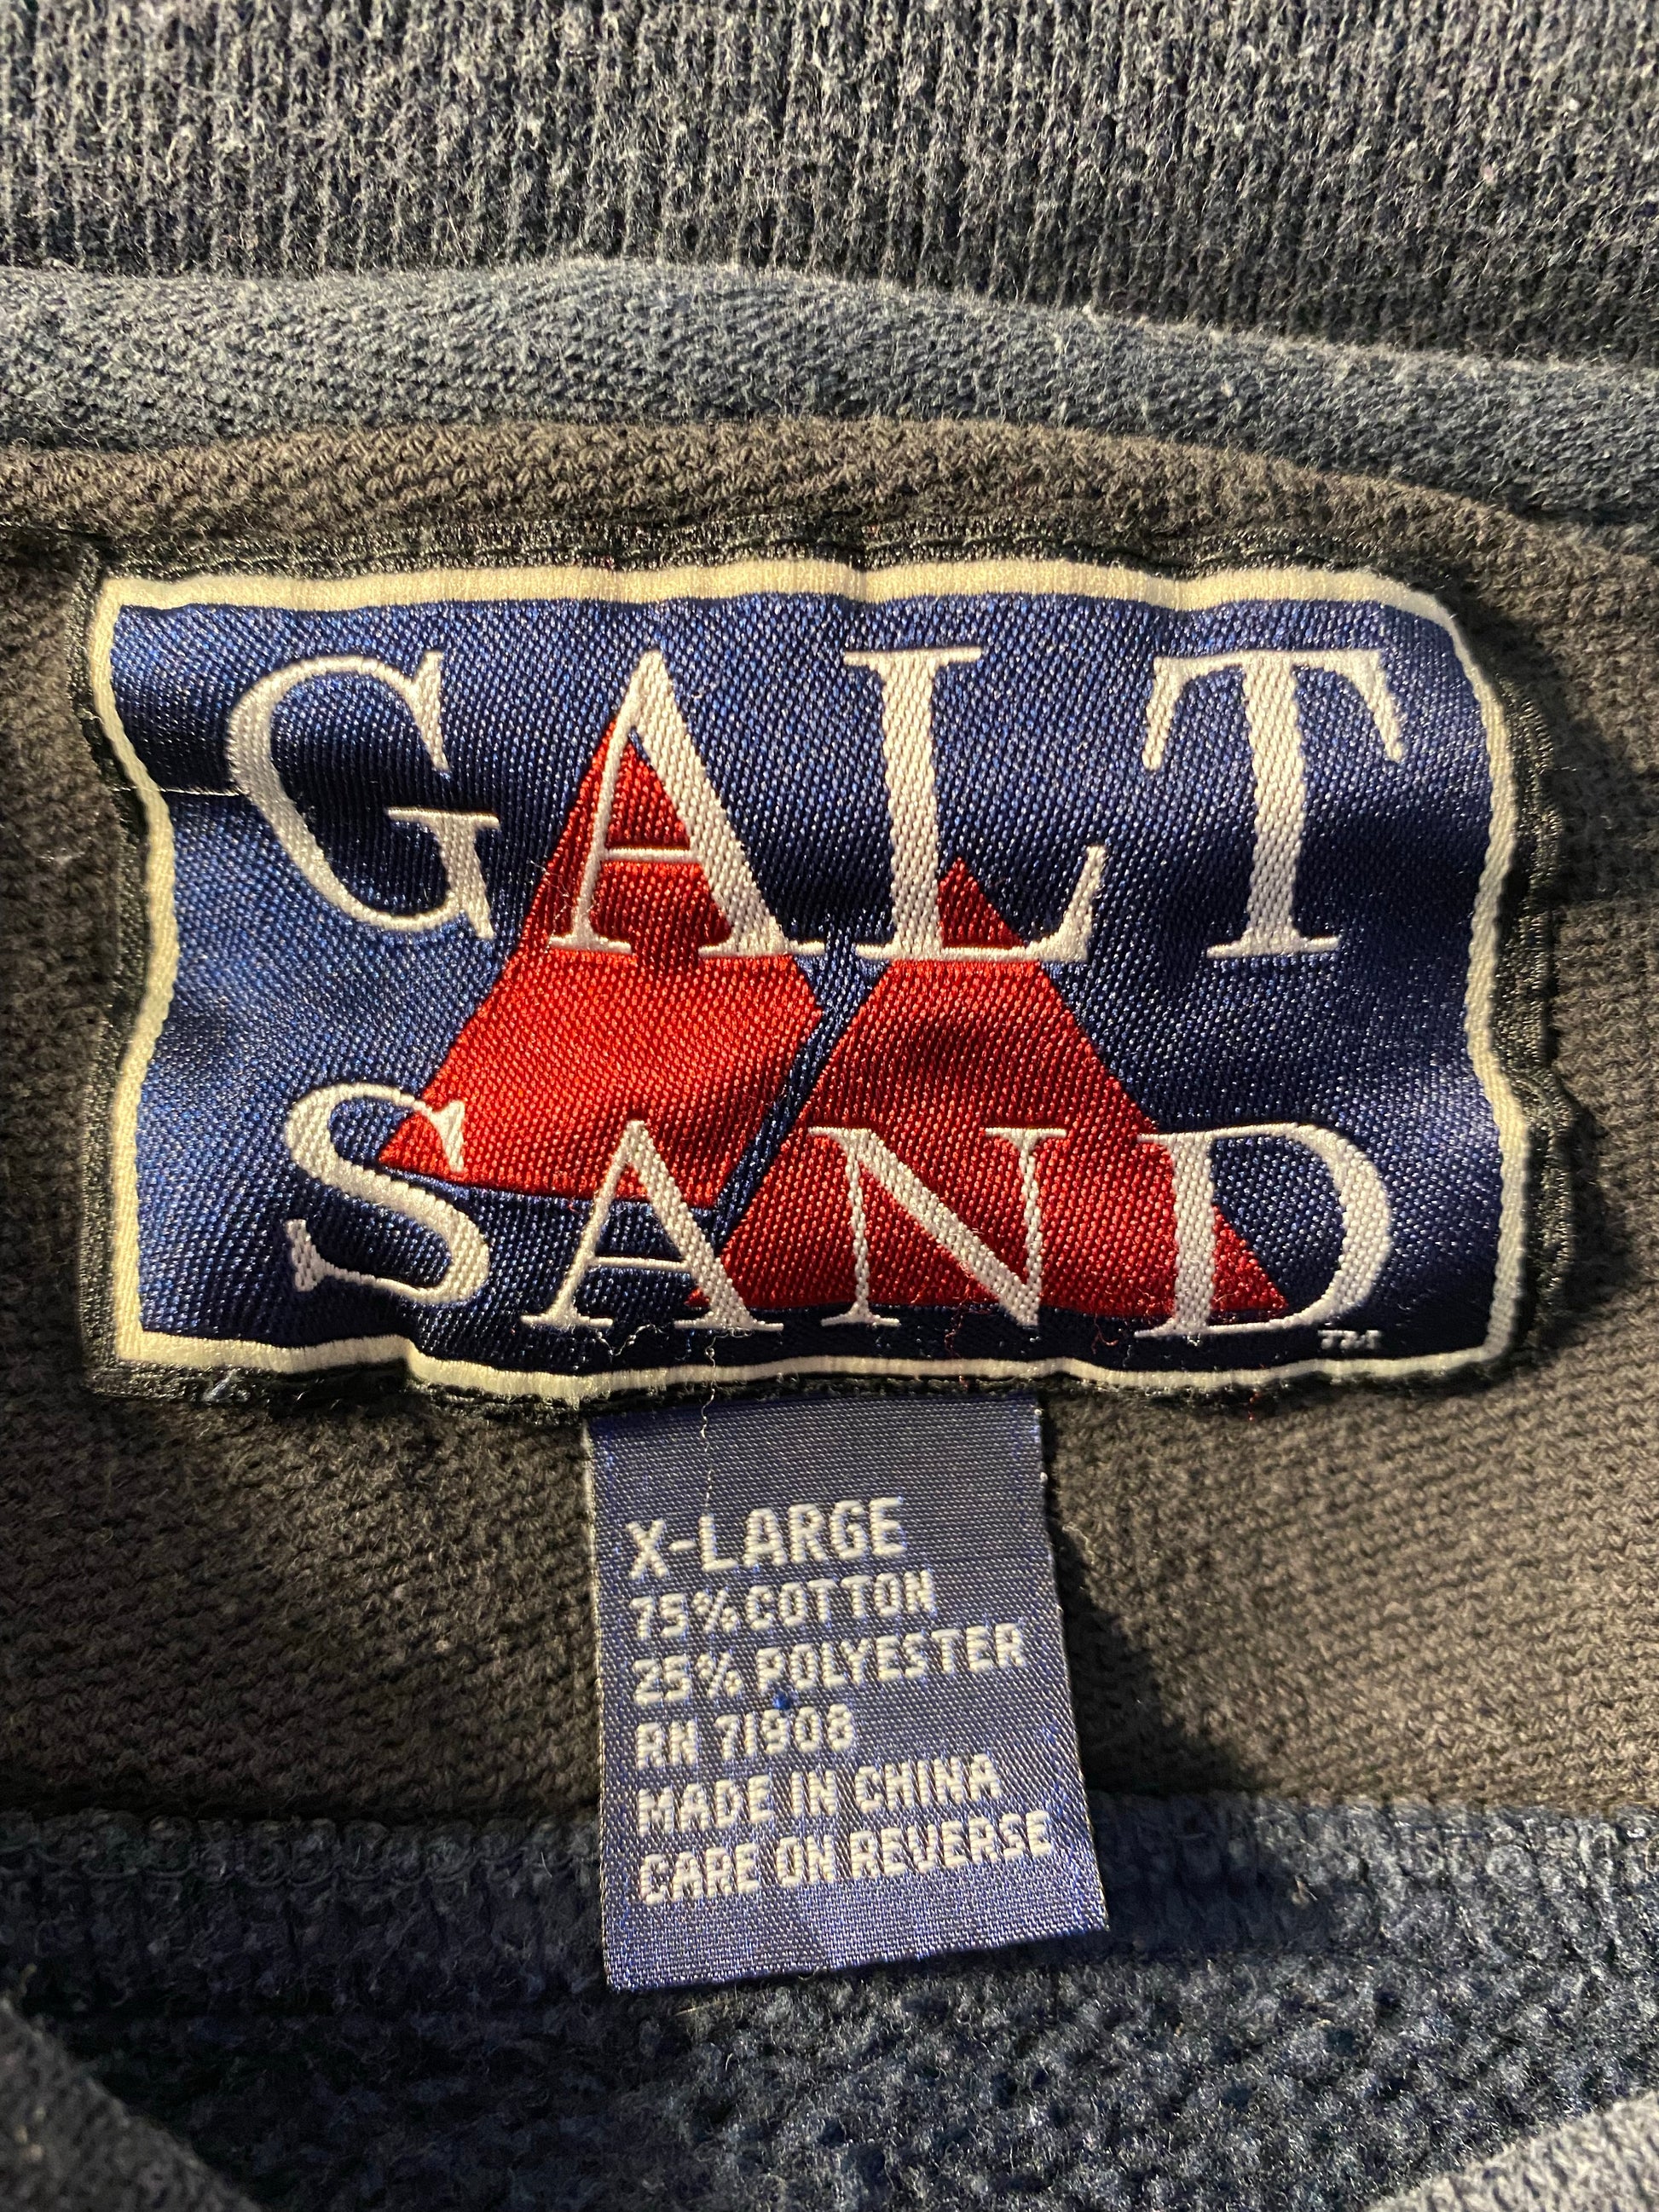 GALT
SAND
TM
X-LARGE
75% COTTON
25% POLYESTER
RN 71908
MADE IN CHINA
CARE ON REVERSE